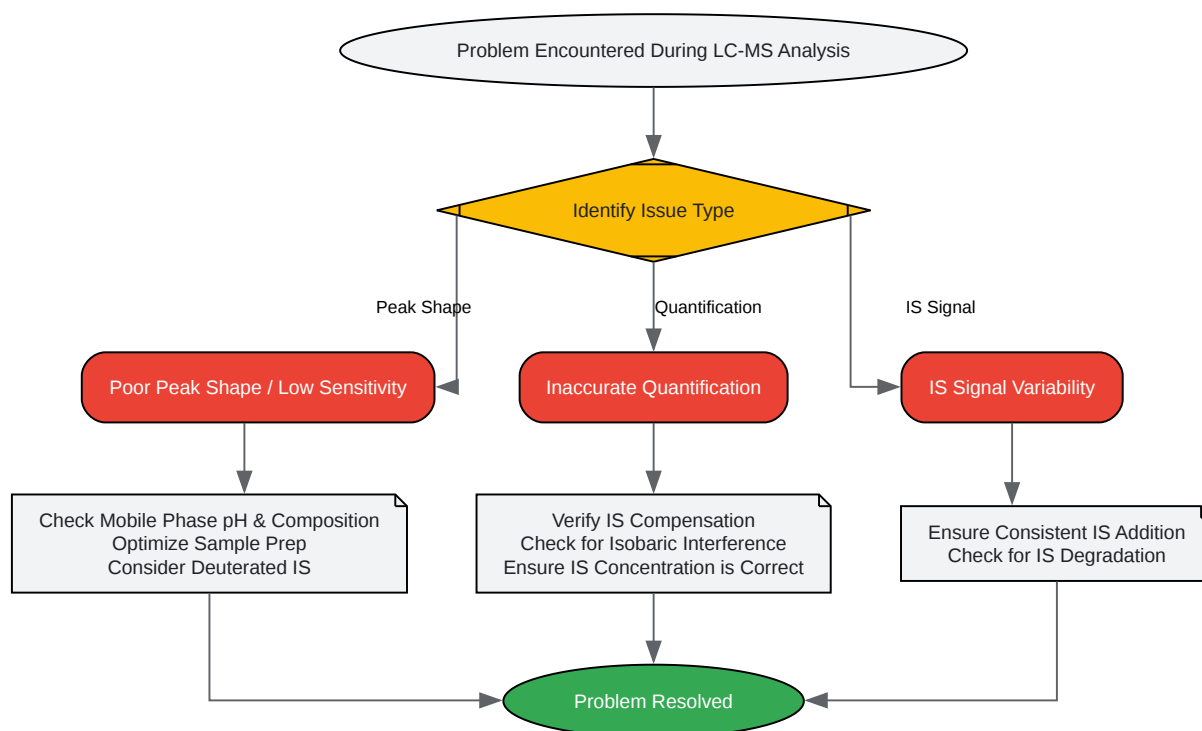 Problem Encountered During LC-MS Analysis
Identify Issue Type
Peak Shape
Quantification
IS Signal
Poor Peak Shape / Low Sensitivity
Inaccurate Quantification
IS Signal Variability
Check Mobile Phase pH & Composition
Optimize Sample Prep
Consider Deuterated IS
Verify IS Compensation
Check for Isobaric Interference
Ensure IS Concentration is Correct
Ensure Consistent IS Addition
Check for IS Degradation
Problem Resolved